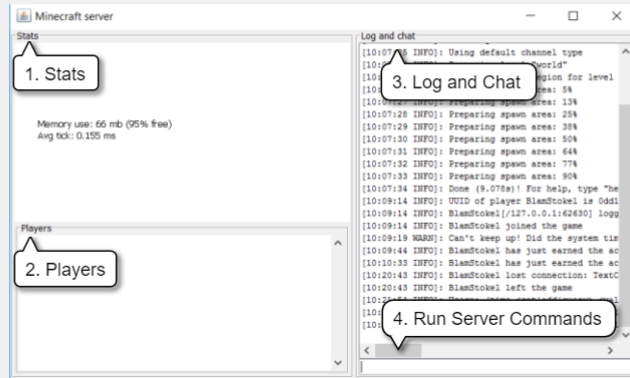 Minecraft server
Stats
1. Stats
Memory use: 66 mb (95% free)
Avg tick: 0.155 ms
Players
2. Players
Log and chat
INFO]: Using default channel type
world"
3. Log and Chat
egion for level
area: 5%
INFO]: Preparing spawn area: 13%
[10:07:28 INFO]: Preparing spawn area: 25%
[10:07:29 INFO]: Preparing spawn area: 38%
[10:07:30 INFO]: Preparing spawn area: 50%
[10:07:31 INFO]: Preparing spawn area: 64%
[10:07:32 INFO]: Preparing spawn area: 77%
[10:07:33 INFO]: Preparing spawn area: 90%
[10:07:34 INFO]: Done (9.078s)! For help, type "he
[10:09:14 INFO]: UUID of player BlamStokel is 0dd1
[10:09:14 INFO]: BlamStokel[/127.0.0.1:62630] logg
[10:09:14 INFO]: BlamStokel joined the game
[10:09:19 WARN]: Can't keep up! Did the system tim
[10:09:44 INFO]: BlamStokel has just earned the ac
[10:10:33 INFO]: BlamStokel has just earned the ac
[10:20:43 INFO]: BlamStokel lost connection: TextC
[10:20:43 INFO]: BlamStokel left the game
4. Run Server Commands